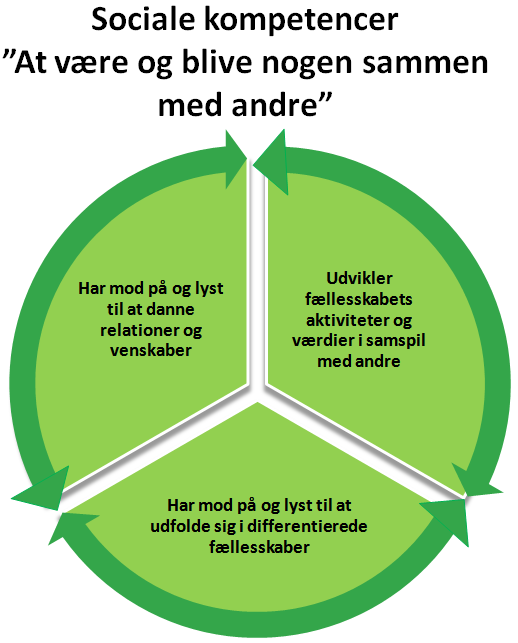 Sociale kompetencer
”At være og blive nogen sammen
med andre”
Har mod på og lyst
til at danne
relationer og
venskaber
Udvikler
fællesskabets
aktiviteter og
værdier i samspil
med andre
Har mod på og lyst til at
udfolde sig i differentierede
fællesskaber